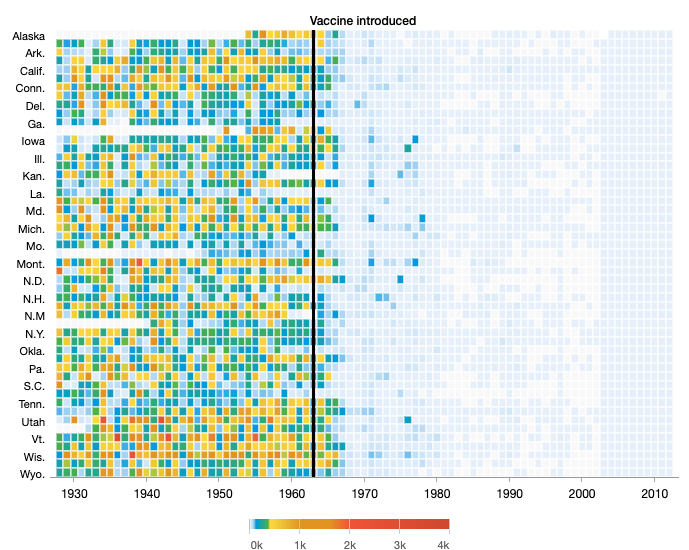 Vaccine introduced
Alaska
Ark.
Calif.
Conn.
Del.
Ga.
Iowa
Ill.
Kan.
La.
Md.
Mich.
Mo.
Mont.
N.D.
N.H.
N.M
N.Y.
Okla.
Pa.
S.C.
Tenn.
Utah
Vt.
Wis.
Wyo.
1930 1940 1950 1960 1970 1980 1990 2000 2010
0k 1k 2k 3k 4k